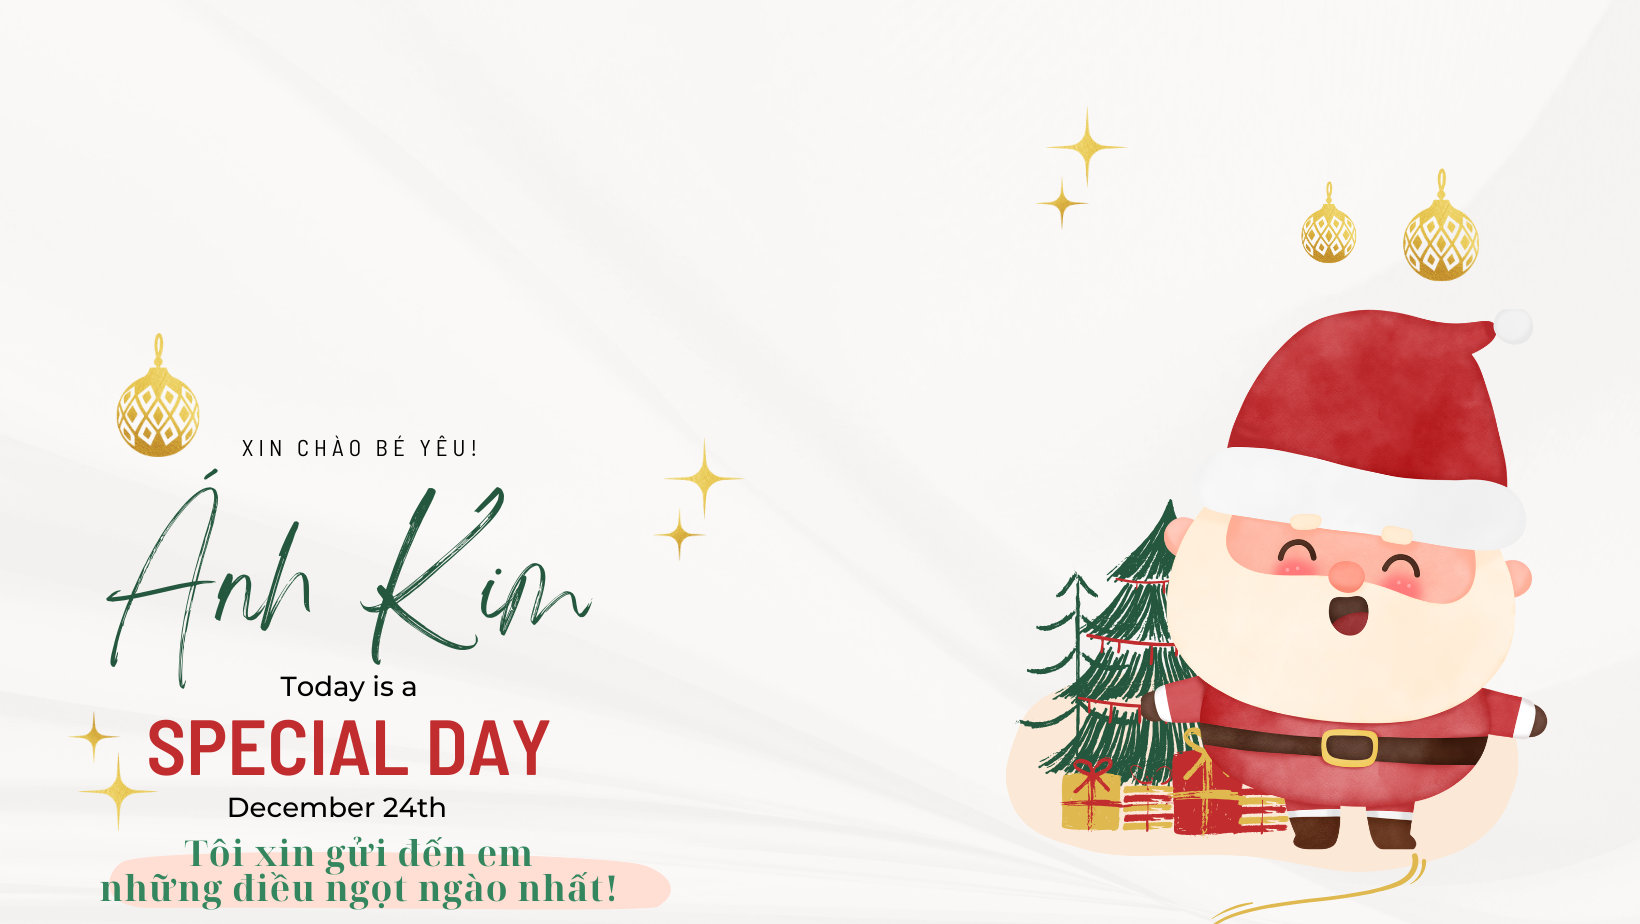 XIN CHÀO BÉ YÊU!
Ánh Kim
Today is a
SPECIAL DAY
December 24th
Tôi xin gửi đến em
những điều ngọt ngào nhất!